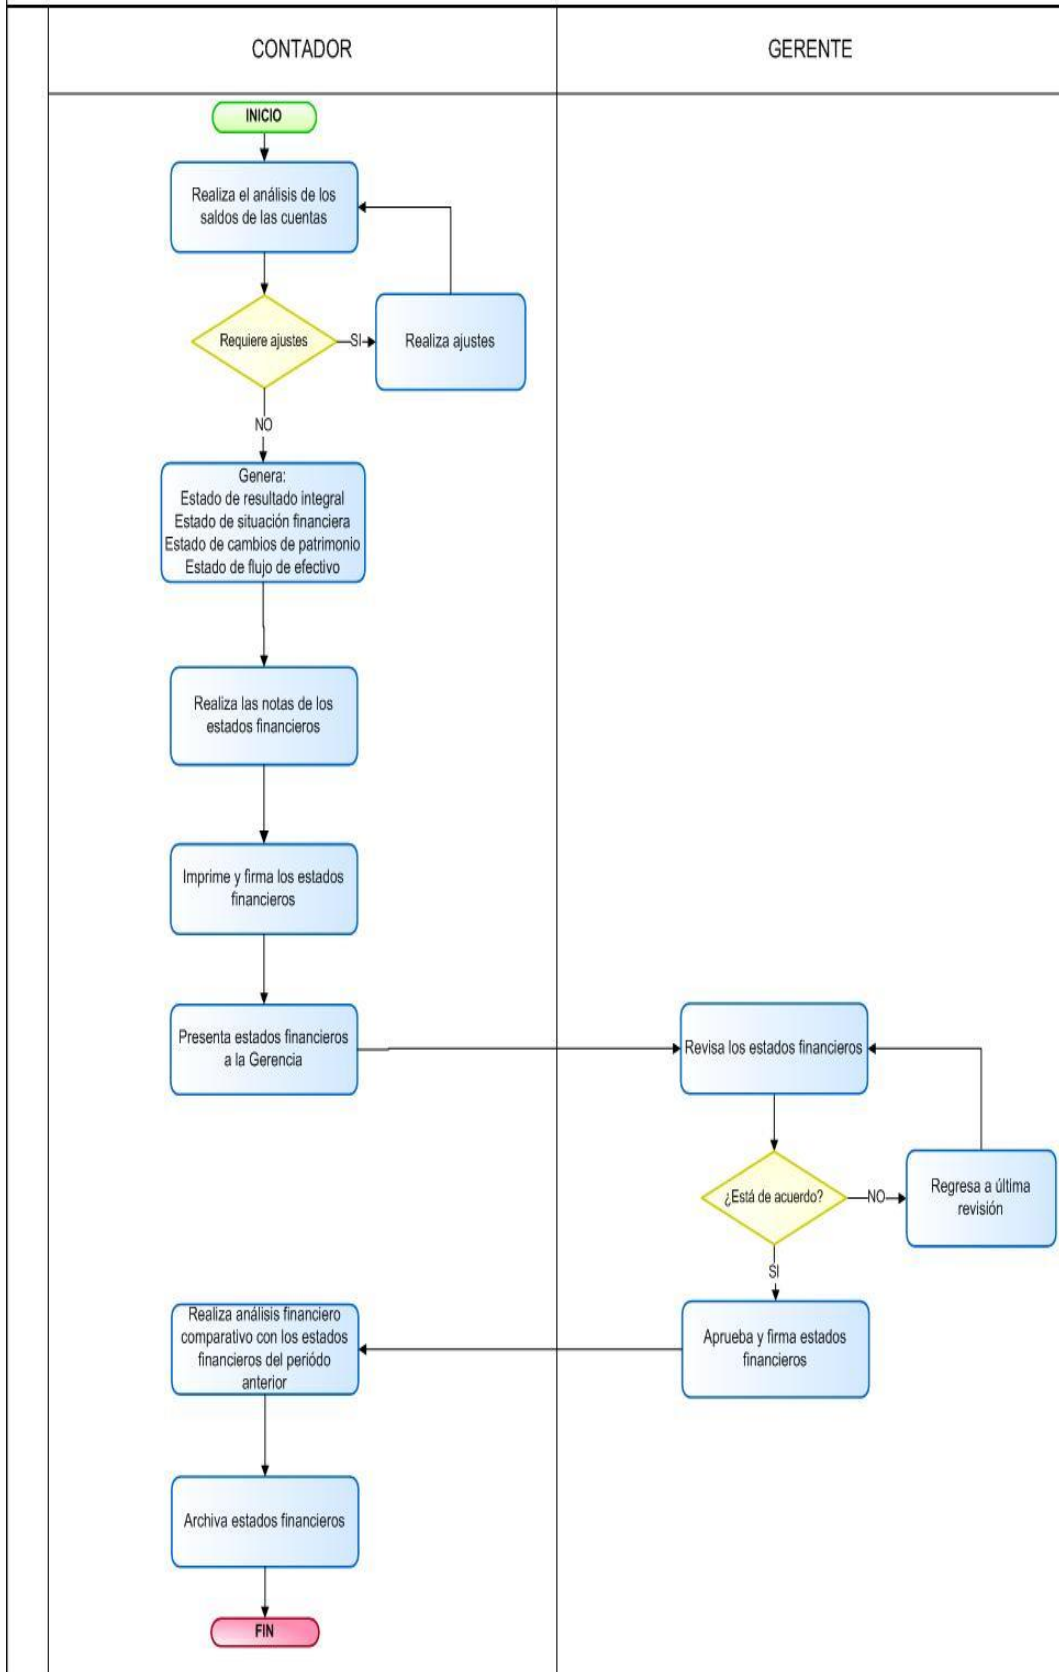 CONTADOR
GERENTE
INICIO
Realiza el análisis de los
saldos de las cuentas
Requiere ajustes
SI
Realiza ajustes
NO
Genera:
Estado de resultado integral
Estado de situación financiera
Estado de cambios de patrimonio
Estado de flujo de efectivo
Realiza las notas de los
estados financieros
Imprime y firma los estados
financieros
Presenta estados financieros
a la Gerencia
Revisa los estados financieros
¿Está de acuerdo?
NO
Regresa a última
revisión
SI
Aprueba y firma estados
financieros
Realiza análisis financiero
comparativo con los estados
financieros del periódo
anterior
Archiva estados financieros
FIN